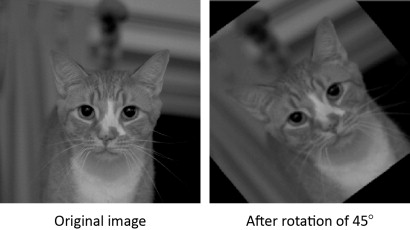 Original image
After rotation of 45°